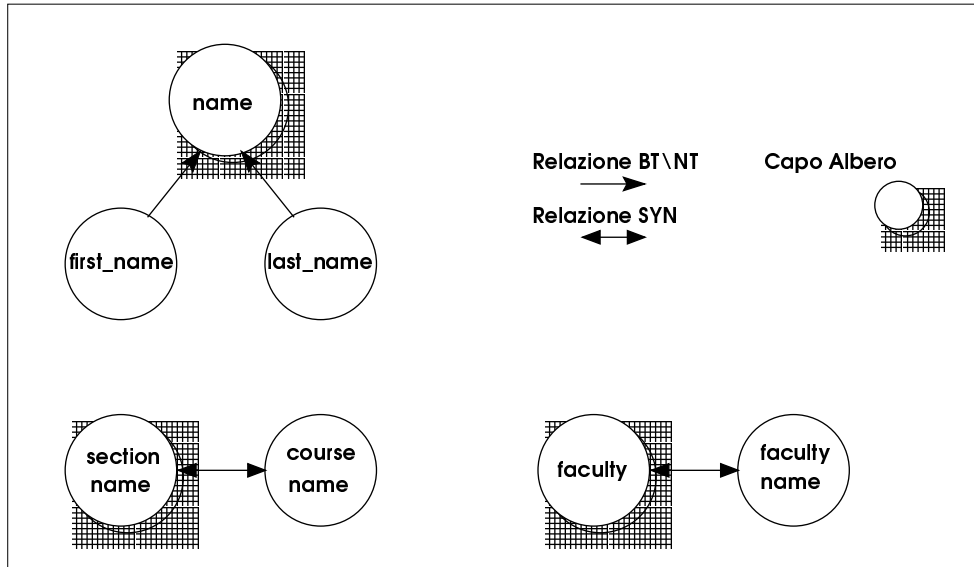 name
first_name
last_name
Relazione BT\NT
Capo Albero
Relazione SYN
section
name
course
name
faculty
faculty
name